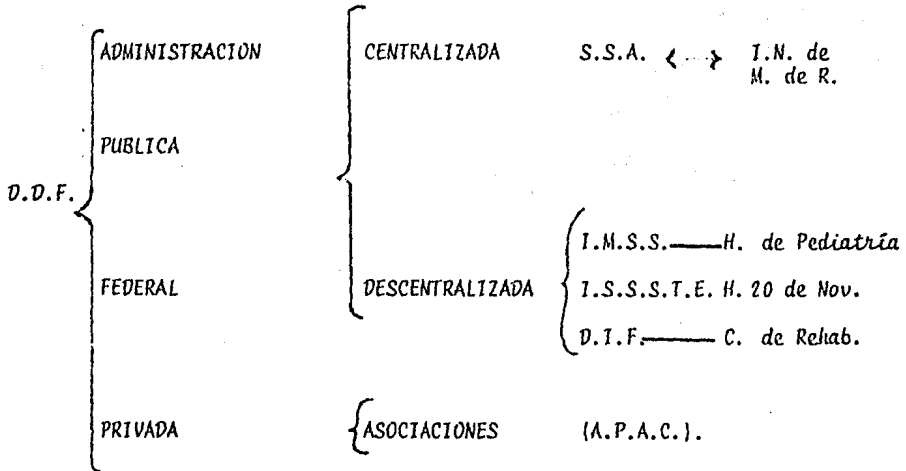 ADMINISTRACION CENTRALIZADA S.S.A. I.N. de
M. de R.
PUBLICA
D.D.F.
I.M.S.S. H. de Pediatría
FEDERAL DESCENTRALIZADA I.S.S.S.T.E. H. 20 de Nov.
D.I.F. C. de Rehab.
PRIVADA ASOCIACIONES (A.P.A.C.).